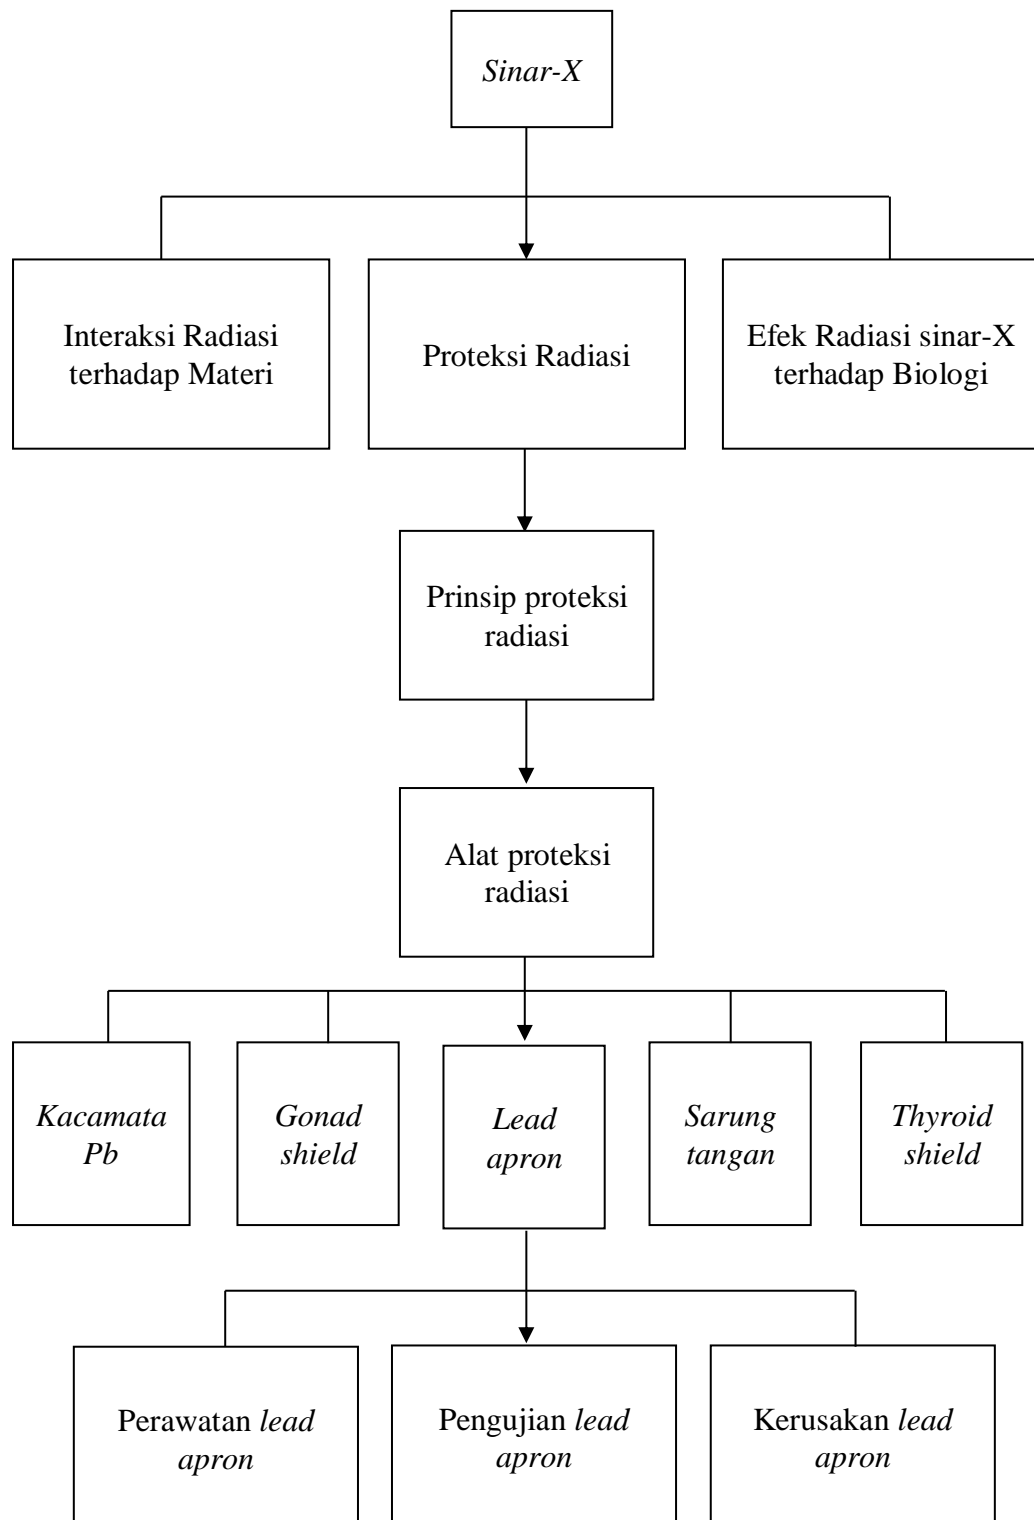 Sinar-X
Interaksi Radiasi
terhadap Materi
Proteksi Radiasi
Efek Radiasi sinar-X
terhadap Biologi
Prinsip proteksi
radiasi
Alat proteksi
radiasi
Kacamata
Pb
Gonad
shield
Lead
apron
Sarung
tangan
Thyroid
shield
Perawatan lead
apron
Pengujian lead
apron
Kerusakan lead
apron